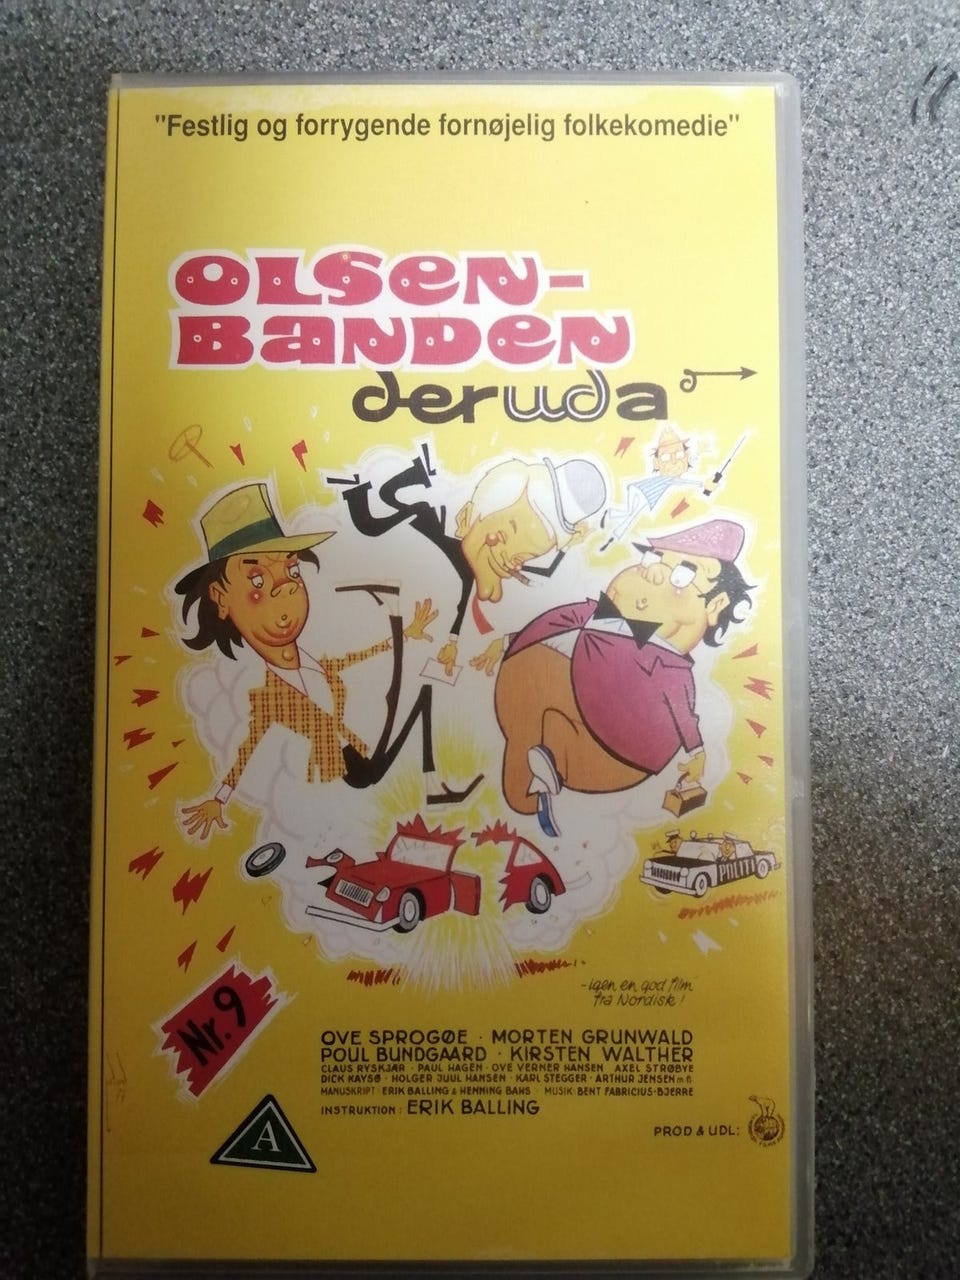 "Festlig og forrygende fornøjelig folkekomedie"
OLSEN-
BANDEN
deruda
POLITI
- igen en god film
fra Nordisk!
Nr. 9
OVE SPROGØE · MORTEN GRUNWALD
POUL BUNDGAARD · KIRSTEN WALTHER
CLAUS RYSKJÆR · PAUL HAGEN · OVE VERNER HANSEN AXEL STRØBYE
DICK KAYSØ · HOLGER JUUL HANSEN · KARL STEGGER · ARTHUR JENSEN m.fl.
MANUSKRIPT: ERIK BALLING & HENNING BAHS · MUSIK: BENT FABRICIUS-BJERRE
INSTRUKTION: ERIK BALLING
PROD & UDL:
A